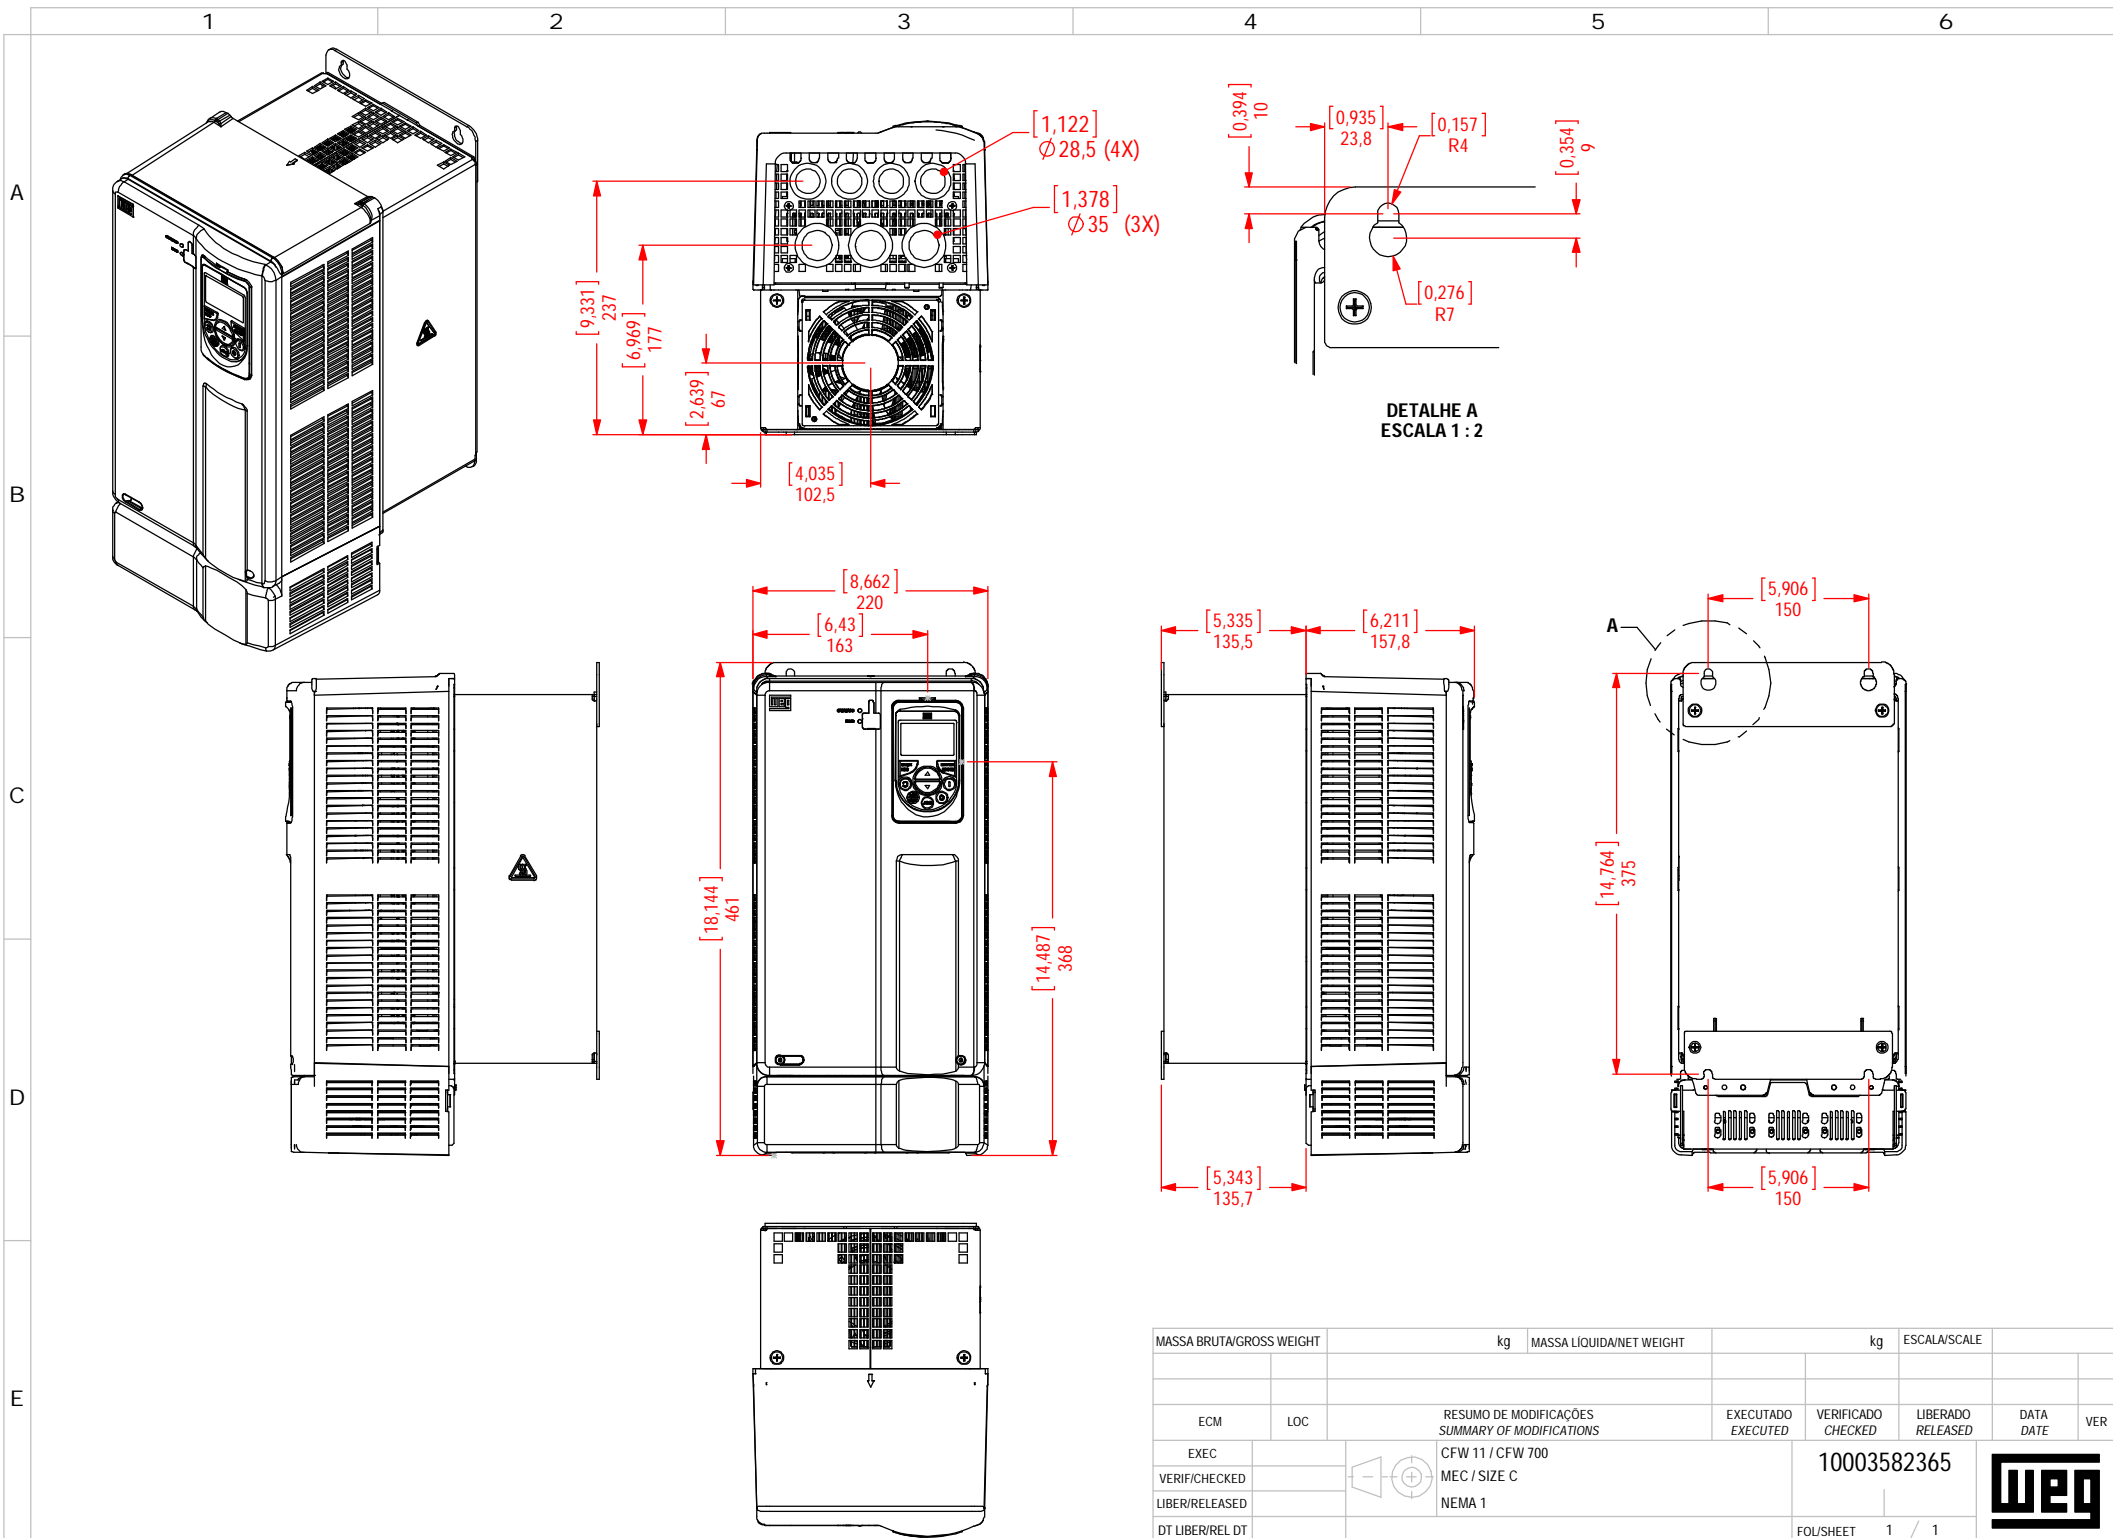 1 2 3 4 5 6
A
B
C
D
E
[1,122]
Ø28,5 (4X)
[1,378]
Ø35 (3X)
[9,331]
237
[6,969]
177
[2,639]
67
[4,035]
102,5
[0,394]
10
[0,935]
23,8
[0,157]
R4
[0,354]
9
[0,276]
R7
DETALHE A
ESCALA 1 : 2
[8,662]
220
[6,43]
163
[18,144]
461
[14,487]
368
[5,335]
135,5
[6,211]
157,8
[5,343]
135,7
[5,906]
150
A
[14,764]
375
[5,906]
150
weg
MASSA BRUTA/GROSS WEIGHT kg MASSA LÍQUIDA/NET WEIGHT kg ESCALA/SCALE
ECM LOC RESUMO DE MODIFICAÇÕES EXECUTADO VERIFICADO LIBERADO DATA VER
SUMMARY OF MODIFICATIONS EXECUTED CHECKED RELEASED DATE
EXEC CFW 11 / CFW 700 10003582365
VERIF/CHECKED MEC / SIZE C
LIBER/RELEASED NEMA 1
weg
DT LIBER/REL DT FOL/SHEET 1 / 1